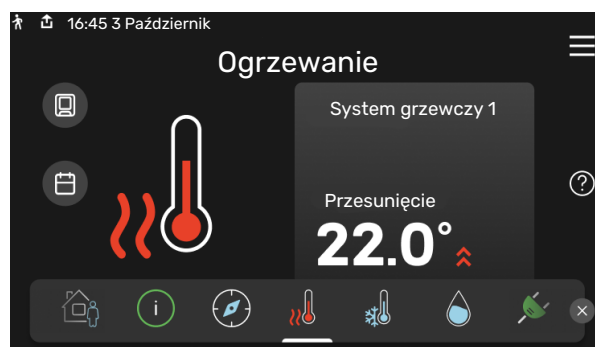 16:45 3 Październik
Ogrzewanie
System grzewczy 1
Przesunięcie
22.0°